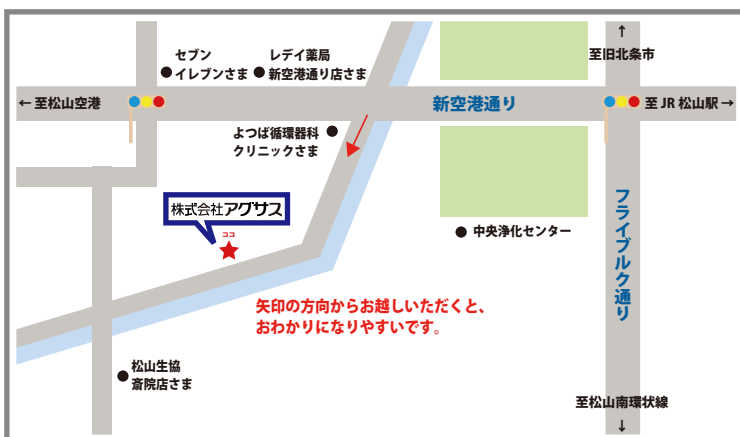 セブン
イレブンさま
レデイ薬局
新空港通り店さま
↑
至旧北条市
← 至松山空港
新空港通り
至 JR 松山駅 →
よつば循環器科
クリニックさま
株式会社アグサス
ココ
中央浄化センター
フライブルク通り
矢印の方向からお越しいただくと、
おわかりになりやすいです。
松山生協
斎院店さま
至松山南環状線
↓